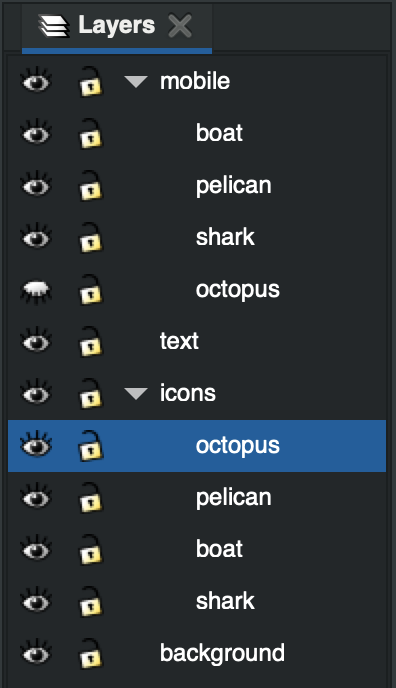 Layers
mobile
boat
pelican
shark
octopus
text
icons
octopus
pelican
boat
shark
background